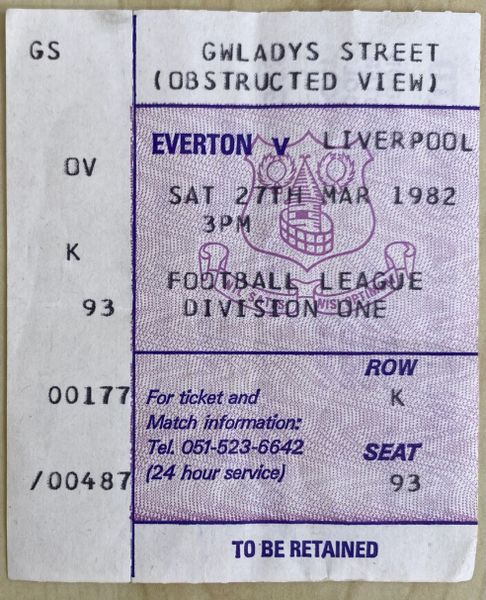 GS
GWLADYS STREET
(OBSTRUCTED VIEW)
OV
K
93
00177
/00487
EVERTON v LIVERPOOL
SAT 27TH MAR 1982
3PM
FOOTBALL LEAGUE
DIVISION ONE
For ticket and
Match information:
Tel. 051-523-6642
(24 hour service)
ROW
K
SEAT
93
TO BE RETAINED